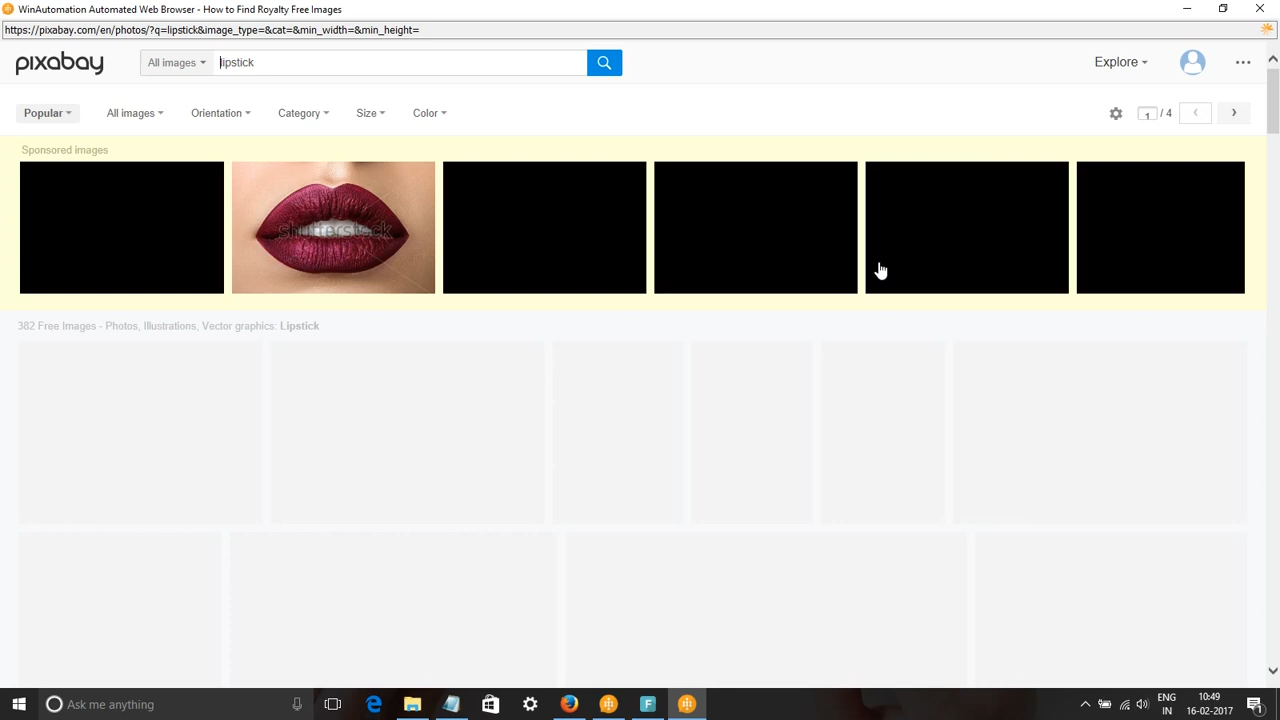 WinAutomation Automated Web Browser - How to Find Royalty Free Images
https://pixabay.com/en/photos/?q=lipstick&image_type=&cat=&min_width=&min_height=
pixabay All images lipstick Explore
Popular All images Orientation Category Size Color 1 / 4
Sponsored images
shutterstock
382 Free Images - Photos, Illustrations, Vector graphics: Lipstick
Ask me anything
ENG 10:49
IN 16-02-2017